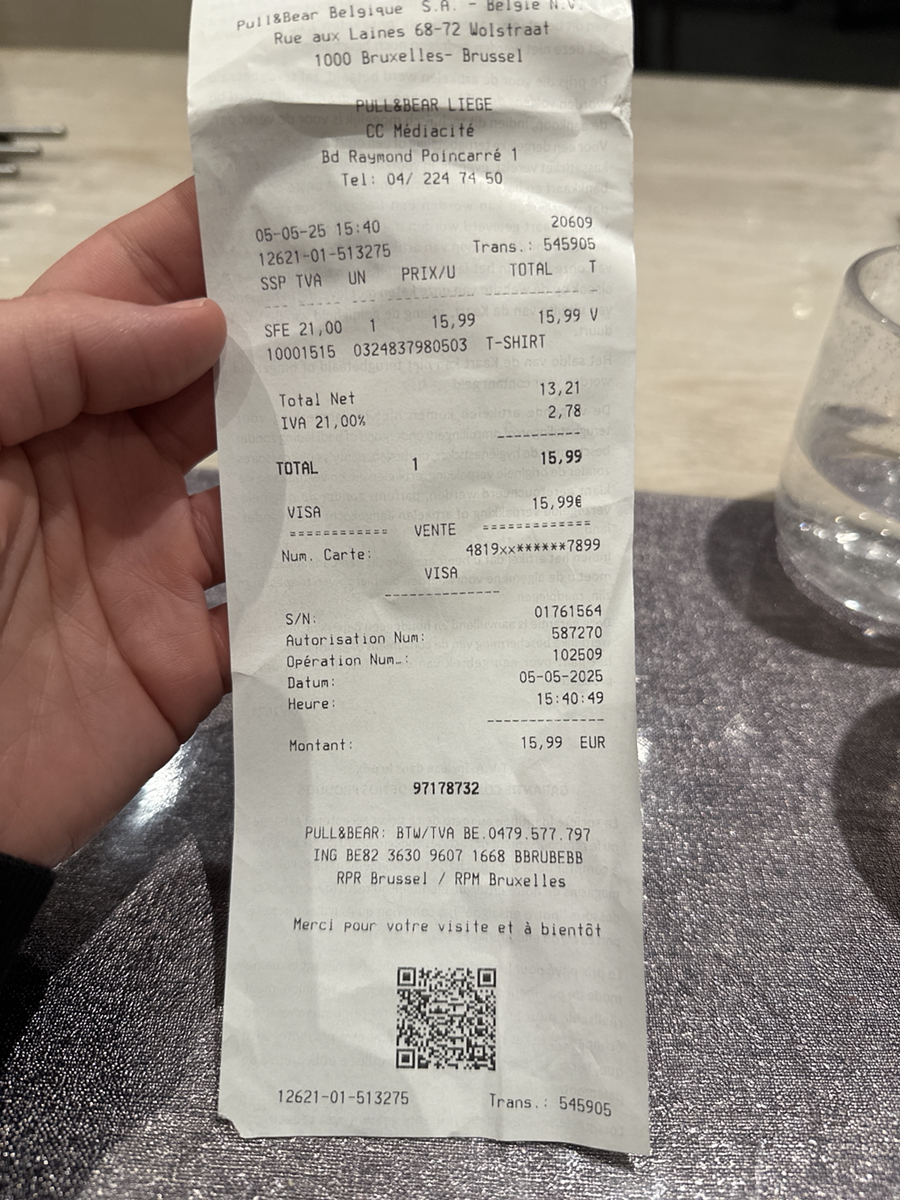 Pull&Bear Belgique S.A. - Belgie N.V.
Rue aux Laines 68-72 Wolstraat
1000 Bruxelles- Brussel
PULL&BEAR LIEGE
CC Médiacité
Bd Raymond Poincarré 1
Tel: 04/ 224 74 50
05-05-25 15:40 20609
12621-01-513275 Trans.: 545905
SSP TVA UN PRIX/U TOTAL T
SFE 21,00 1 15,99 15,99 V
10001515 0324837980503 T-SHIRT
Total Net 13,21
IVA 21,00% 2,78
TOTAL 1 15,99
VISA 15,99€
============ VENTE ============
Num. Carte: 4819xx******7899
VISA
S/N: 01761564
Autorisation Num: 587270
Opération Num.: 102509
Datum: 05-05-2025
Heure: 15:40:49
Montant: 15,99 EUR
97178732
PULL&BEAR: BTW/TVA BE.0479.577.797
ING BE82 3630 9607 1668 BBRUBEBB
RPR Brussel / RPM Bruxelles
Merci pour votre visite et à bientôt
12621-01-513275 Trans.: 545905